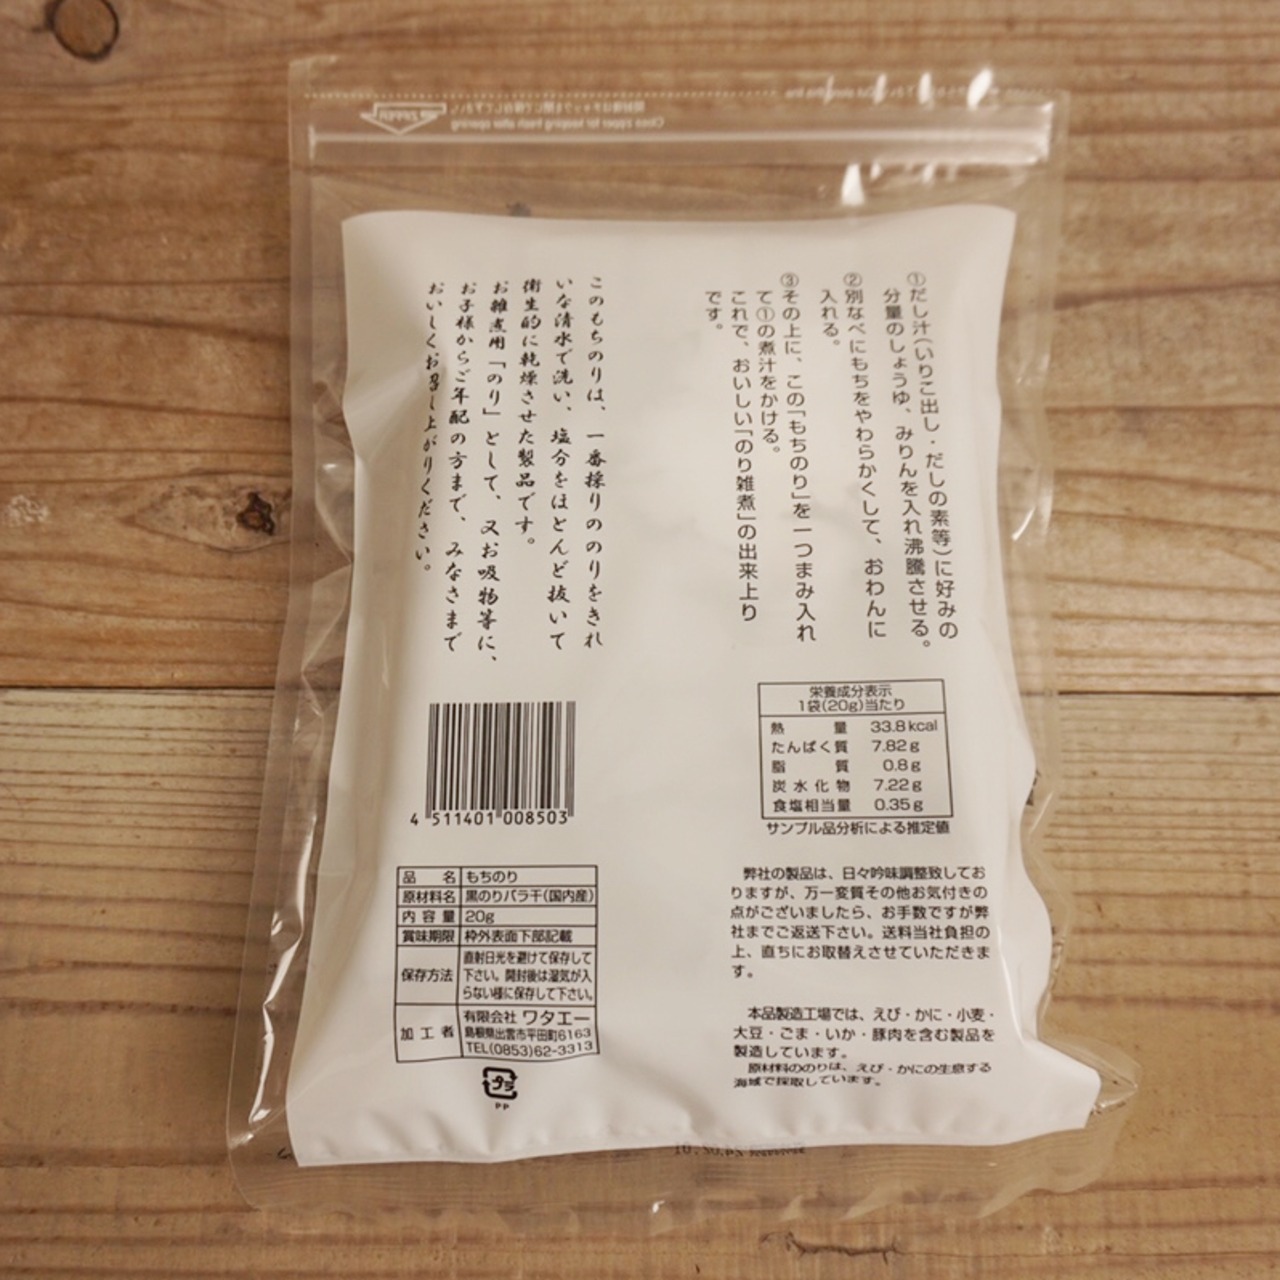 Close zipper for keeping fresh after opening
①だし汁(いりこ出し・だしの素等)に好みの
分量のしょうゆ、みりんを入れ沸騰させる。
②別なべにもちをやわらかくして、おわんに
入れる。
③その上に、この「もちのり」を一つまみ入れ
て①の煮汁をかける。
これで、おいしい「のり雑煮」の出来上り
です。
このもちのりは、一番採りののりをきれ
いな清水で洗い、塩分をほとんど抜いて
衛生的に乾燥させた製品です。
お雑煮用「のり」として、又お吸物等に、
お子様からご年配の方まで、みなさまで
おいしくお召し上がりください。
栄養成分表示
1袋(20g)当たり
熱量 33.8kcal
たんぱく質 7.82g
脂質 0.8g
炭水化物 7.22g
食塩相当量 0.35g
サンプル品分析による推定値
4 511401 008503
品名 もちのり
原材料名 黒のりバラ干(国内産)
内容量 20g
賞味期限 枠外表面下部記載
保存方法 直射日光を避けて保存して
下さい。開封後は湿気が入
らない様に保存して下さい。
加工者 有限会社 ワタエー
島根県出雲市平田町6163
TEL(0853)62-3313
プラ
PP
弊社の製品は、日々吟味調整致してお
りますが、万一変質その他お気付きの
点がございましたら、お手数ですが弊
社までご返送下さい。送料当社負担の
上、直ちにお取替えさせていただきま
す。
本品製造工場では、えび・かに・小麦・
大豆・ごま・いか・豚肉を含む製品を
製造しています。
原材料ののりは、えび・かにの生息する
海域で採取しています。